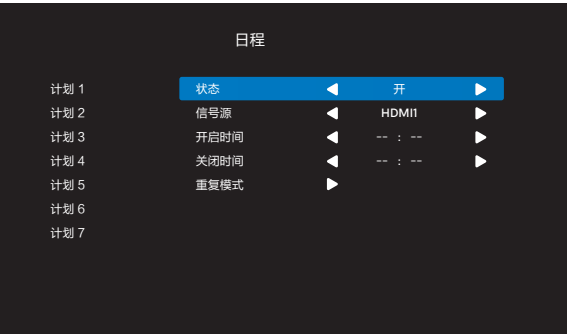 日程
计划 1 状态 开
计划 2 信号源 HDMI1
计划 3 开启时间 -- : --
计划 4 关闭时间 -- : --
计划 5 重复模式
计划 6
计划 7